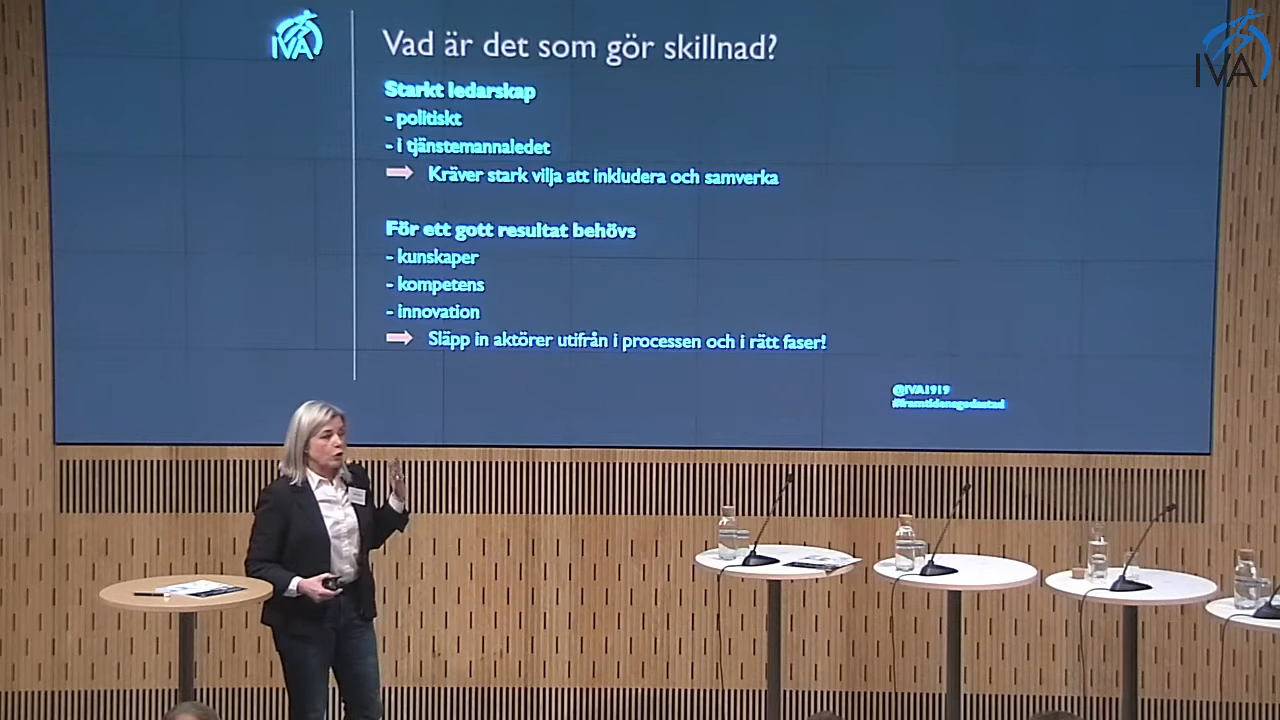 IVA
Vad är det som gör skillnad?
Starkt ledarskap
- politiskt
- i tjänstemannaledet
Kräver stark vilja att inkludera och samverka
För ett gott resultat behövs
- kunskaper
- kompetens
- innovation
Släpp in aktörer utifrån i processen och i rätt faser!
@IVA1919
#framtidensgodastad
IVA